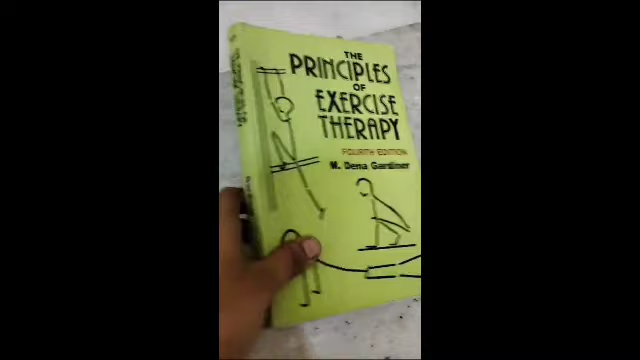 THE
PRINCIPLES
OF
EXERCISE
THERAPY
FOURTH EDITION
M. Dena Gardiner